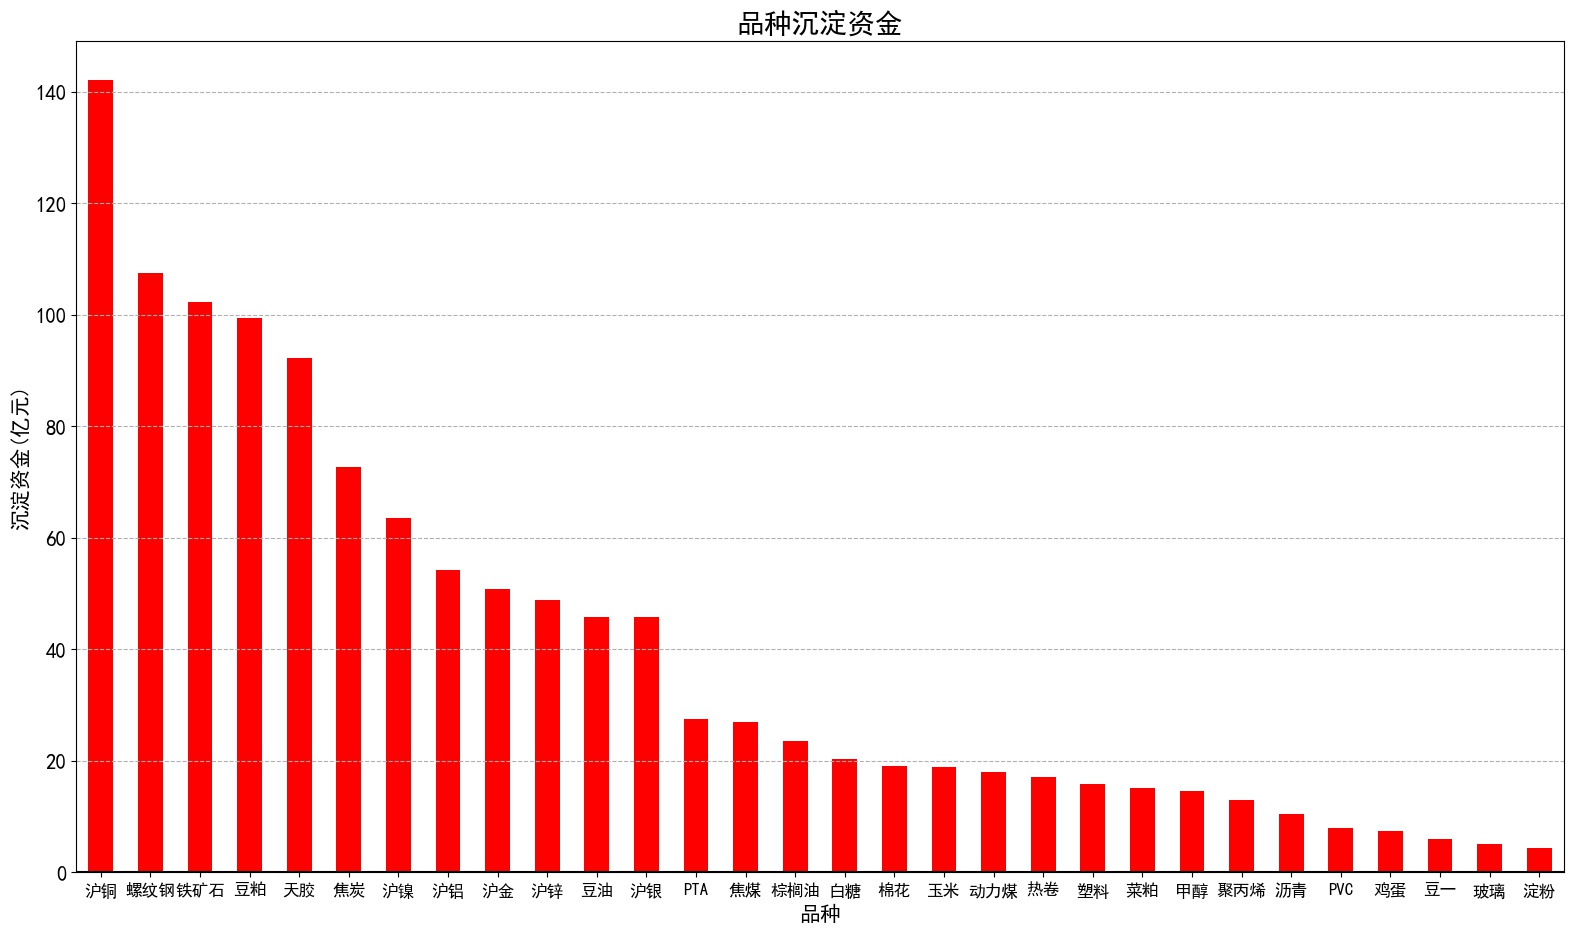 品种沉淀资金
沉淀资金(亿元)
140
120
100
80
60
40
20
0
沪铜 螺纹钢 铁矿石 豆粕 天胶 焦炭 沪镍 沪铝 沪金 沪锌 豆油 沪银 PTA 焦煤 棕榈油 白糖 棉花 玉米 动力煤 热卷 塑料 菜粕 甲醇 聚丙烯 沥青 PVC 鸡蛋 豆一 玻璃 淀粉
品种